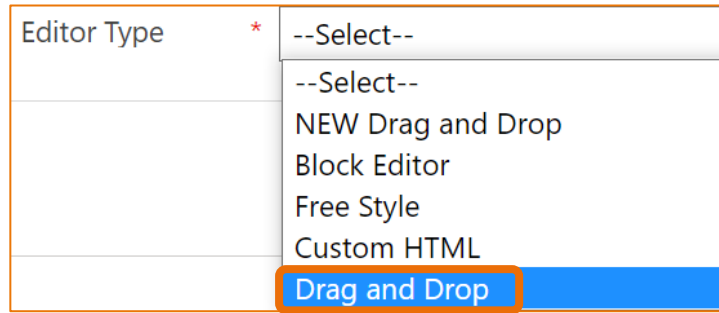 Editor Type * --Select--
--Select--
NEW Drag and Drop
Block Editor
Free Style
Custom HTML
Drag and Drop